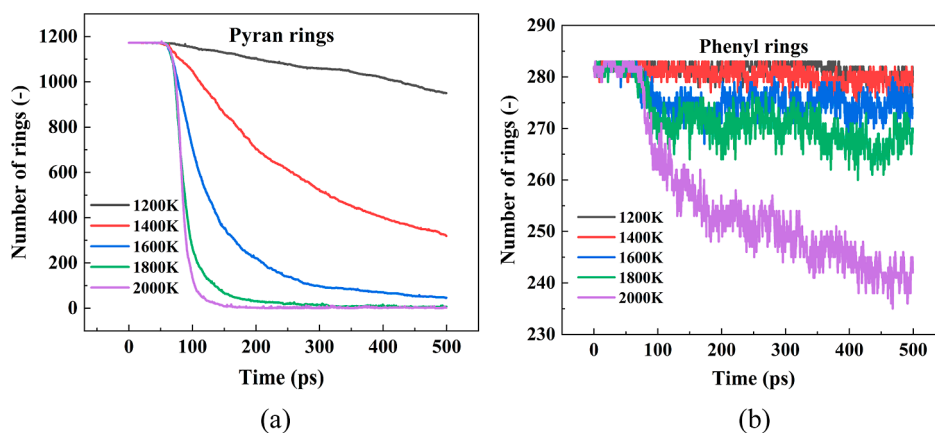 Pyran rings
Number of rings (-)
1200
1000
800
600
400
200
0
1200K
1400K
1600K
1800K
2000K
0 100 200 300 400 500
Time (ps)
(a)
Phenyl rings
Number of rings (-)
290
280
270
260
250
240
230
1200K
1400K
1600K
1800K
2000K
0 100 200 300 400 500
Time (ps)
(b)